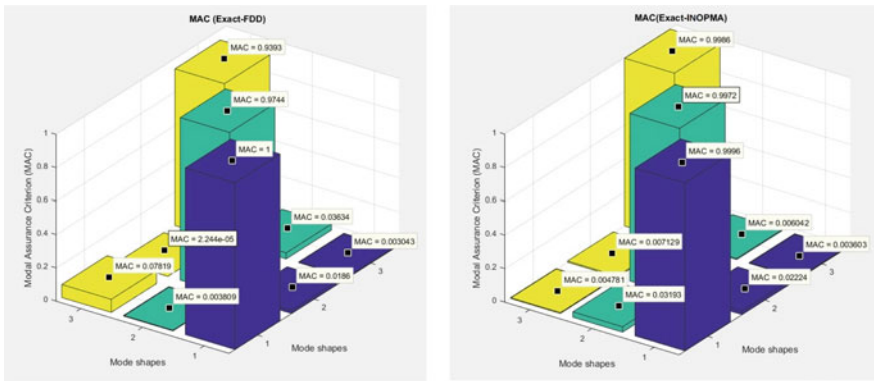 MAC (Exact-FDD)
MAC = 0.9393
MAC = 0.9744
MAC = 1
MAC = 0.03634
MAC = 2.244e-05
MAC = 0.003043
MAC = 0.07819
MAC = 0.0186
MAC = 0.003809
Modal Assurance Criterion (MAC)
1
0.8
0.6
0.4
0.2
0
3
2
1
Mode shapes
1
2
3
Mode shapes
MAC(Exact-INOPMA)
MAC = 0.9986
MAC = 0.9972
MAC = 0.9996
MAC = 0.006042
MAC = 0.007129
MAC = 0.003603
MAC = 0.004781
MAC = 0.02224
MAC = 0.03193
Modal Assurance Criterion (MAC)
1
0.8
0.6
0.4
0.2
0
3
2
1
Mode shapes
1
2
3
Mode shapes